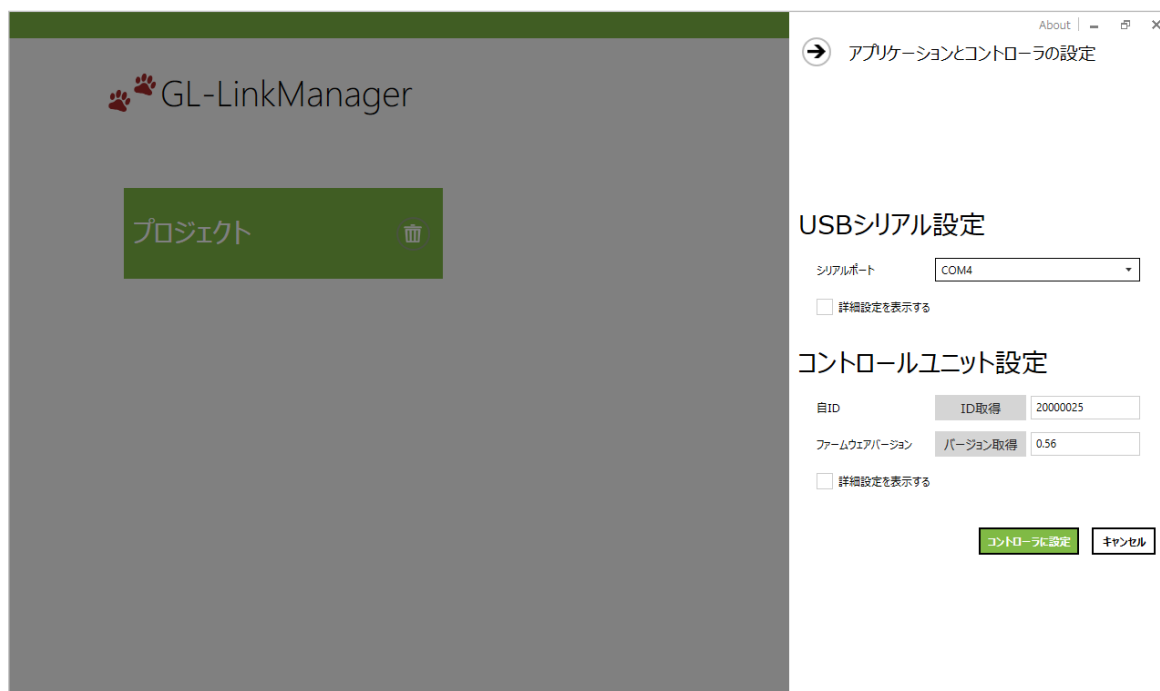 About
アプリケーションとコントローラの設定
GL-LinkManager
プロジェクト
USBシリアル設定
シリアルポート COM4
詳細設定を表示する
コントロールユニット設定
自ID ID取得 20000025
ファームウェアバージョン バージョン取得 0.56
詳細設定を表示する
コントローラに設定 キャンセル